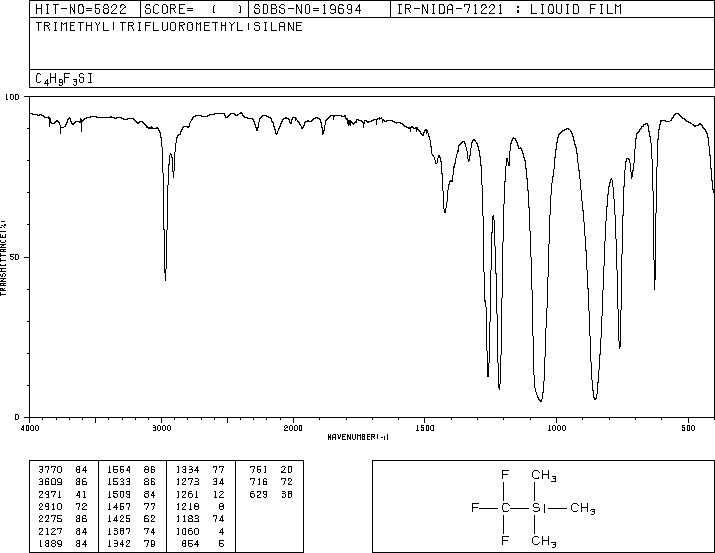 HIT-NO=5822 SCORE= ( ) SDBS-NO=19694 IR-NIDA-71221 : LIQUID FILM
TRIMETHYL(TRIFLUOROMETHYL)SILANE
C4H9F3SI
100
50
0
TRANSMITTANCE(%)
4000 3000 2000 1500 1000 500
WAVENUMBER(-1)
3770 84 1564 86 1334 77 761 20
3609 86 1533 86 1273 34 716 72
2971 41 1509 84 1261 12 629 38
2910 72 1467 77 1218 8
2275 86 1425 62 1183 74
2127 84 1387 74 1060 4
1889 84 1342 79 854 5
F CH3
F C Si CH3
F CH3